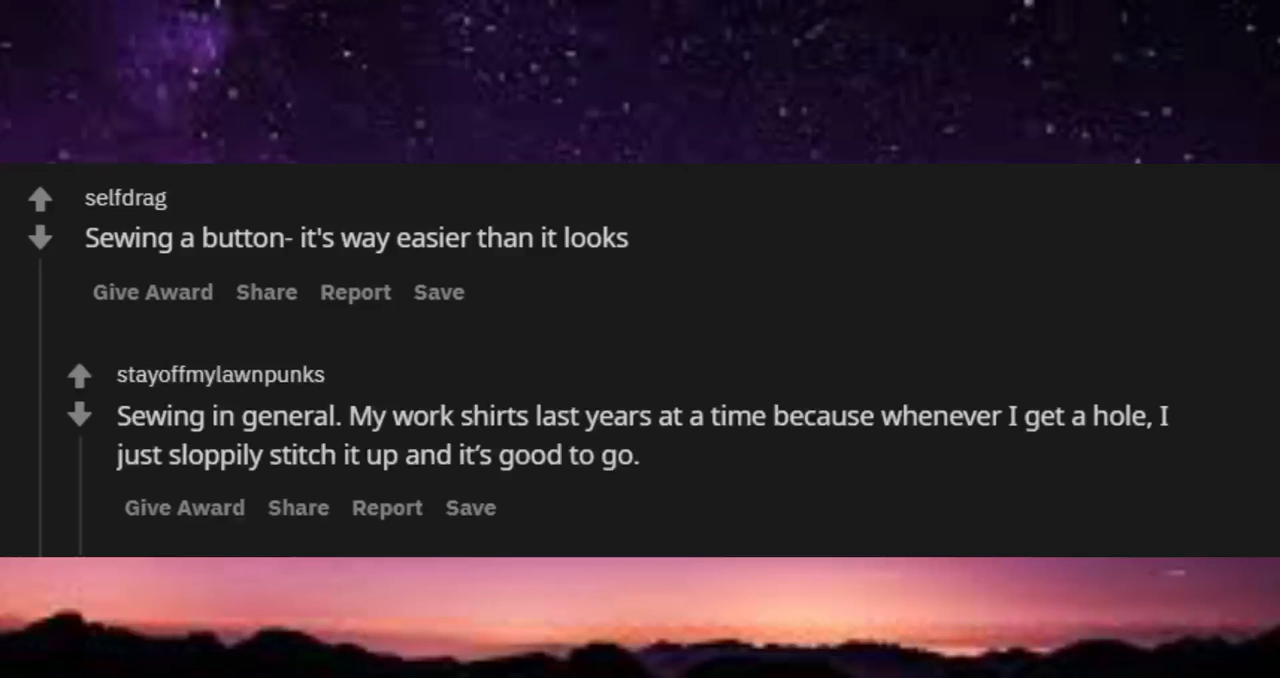 selfdrag
Sewing a button- it's way easier than it looks
Give Award Share Report Save
stayoffmylawnpunks
Sewing in general. My work shirts last years at a time because whenever I get a hole, I
just sloppily stitch it up and it’s good to go.
Give Award Share Report Save